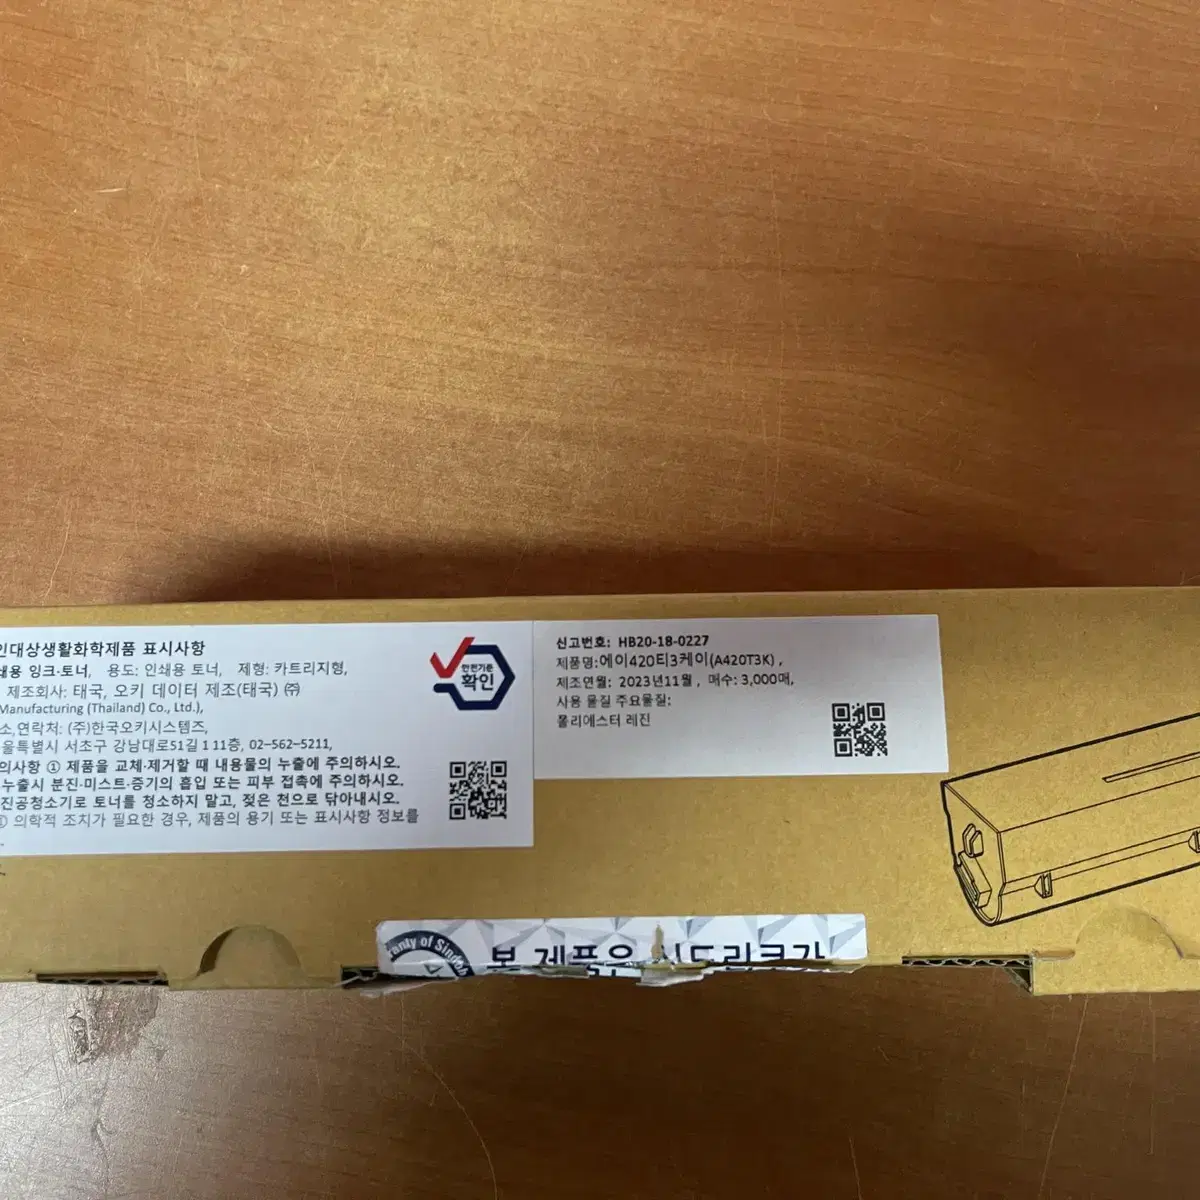 인대상생활화학제품 표시사항
쇄용 잉크·토너, 용도: 인쇄용 토너, 제형: 카트리지형,
제조회사: 태국, 오키 데이터 제조(태국) ㈜
Manufacturing (Thailand) Co., Ltd.),
소,연락처: (주)한국오키시스템즈,
울특별시 서초구 강남대로51길 1 11층, 02-562-5211,
의사항 ① 제품을 교체·제거할 때 내용물의 누출에 주의하시오.
누출시 분진·미스트·증기의 흡입 또는 피부 접촉에 주의하시오.
진공청소기로 토너를 청소하지 말고, 젖은 천으로 닦아내시오.
의학적 조치가 필요한 경우, 제품의 용기 또는 표시사항 정보를
안전기준
확인
신고번호: HB20-18-0227
제품명:에이420티3케이(A420T3K) ,
제조연월: 2023년11월 , 매수: 3,000매,
사용 물질 주요물질:
폴리에스터 레진
ranty of Sindo
본 제품은 신도리코가